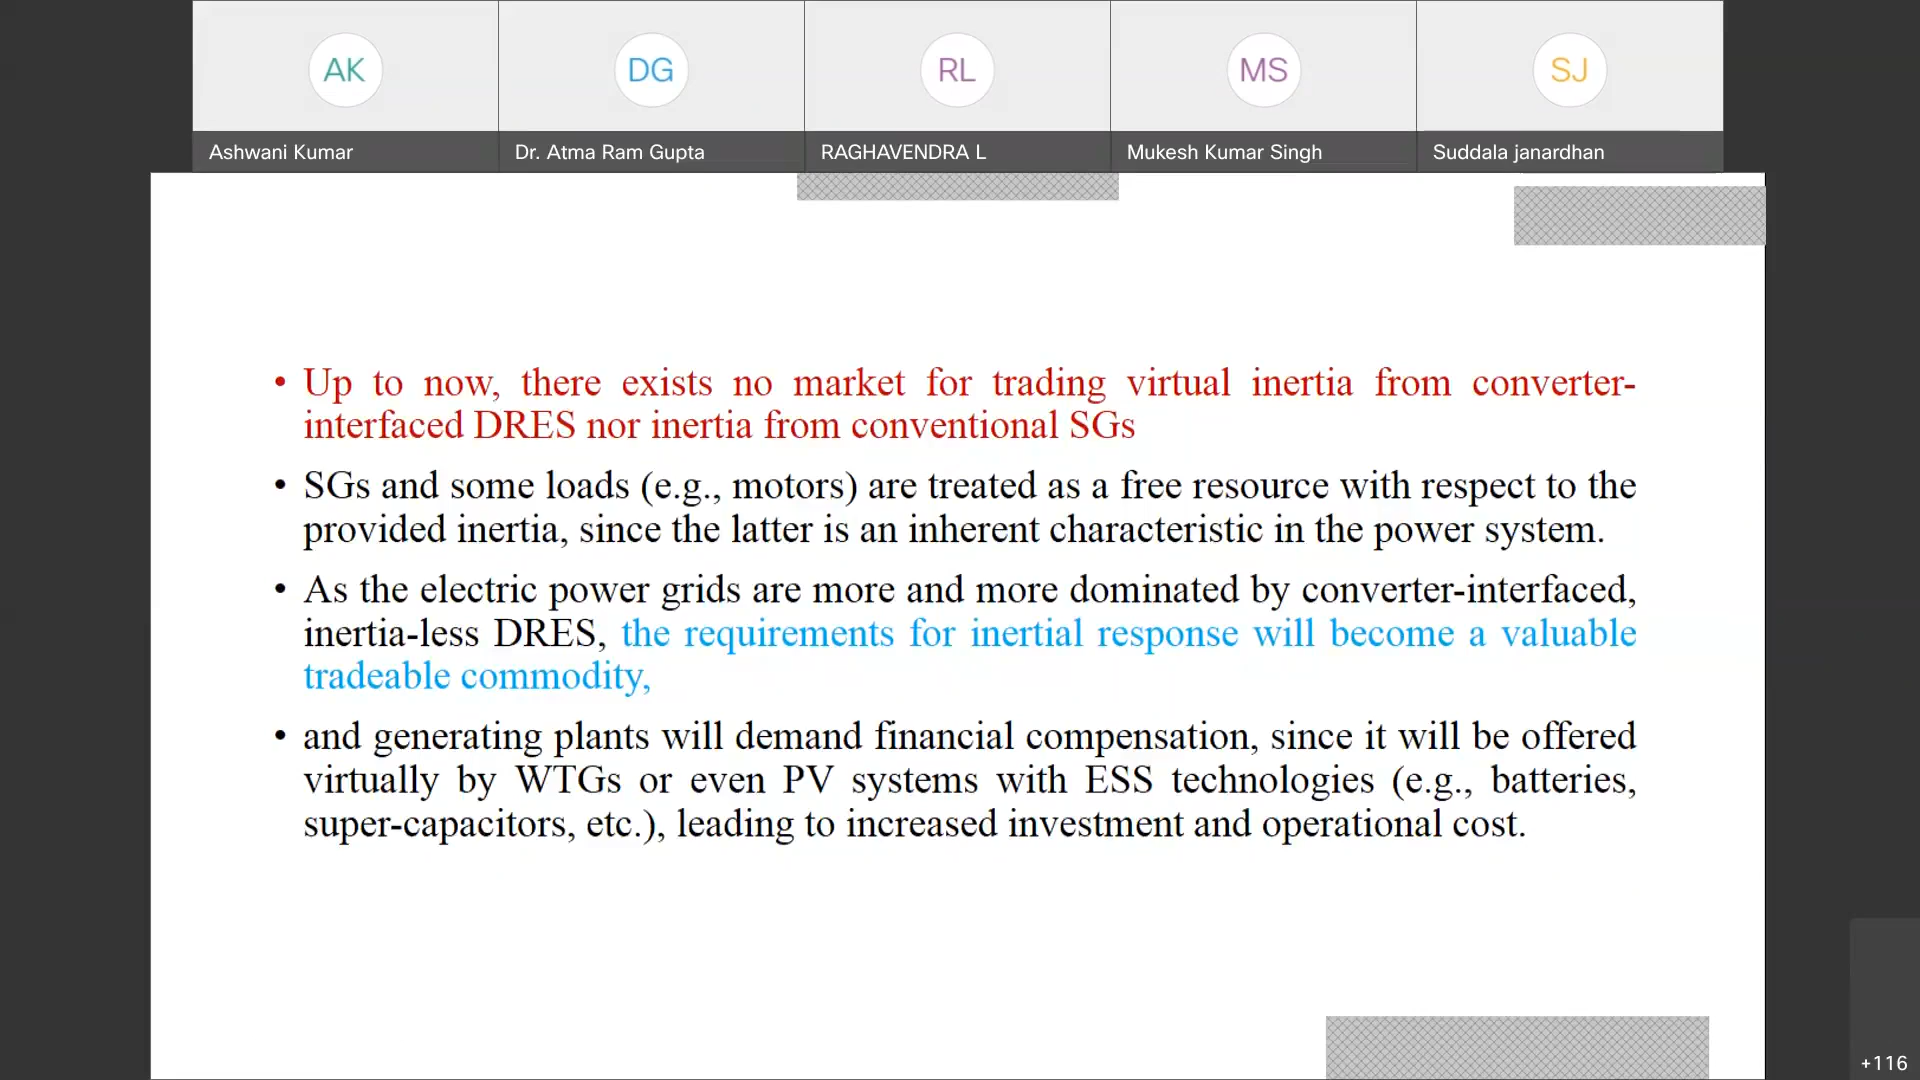 AK
DG
RL
MS
SJ
Ashwani Kumar
Dr. Atma Ram Gupta
RAGHAVENDRA L
Mukesh Kumar Singh
Suddala janardhan
• Up to now, there exists no market for trading virtual inertia from converter-
interfaced DRES nor inertia from conventional SGs
• SGs and some loads (e.g., motors) are treated as a free resource with respect to the
provided inertia, since the latter is an inherent characteristic in the power system.
• As the electric power grids are more and more dominated by converter-interfaced,
inertia-less DRES, the requirements for inertial response will become a valuable
tradeable commodity,
• and generating plants will demand financial compensation, since it will be offered
virtually by WTGs or even PV systems with ESS technologies (e.g., batteries,
super-capacitors, etc.), leading to increased investment and operational cost.
+116